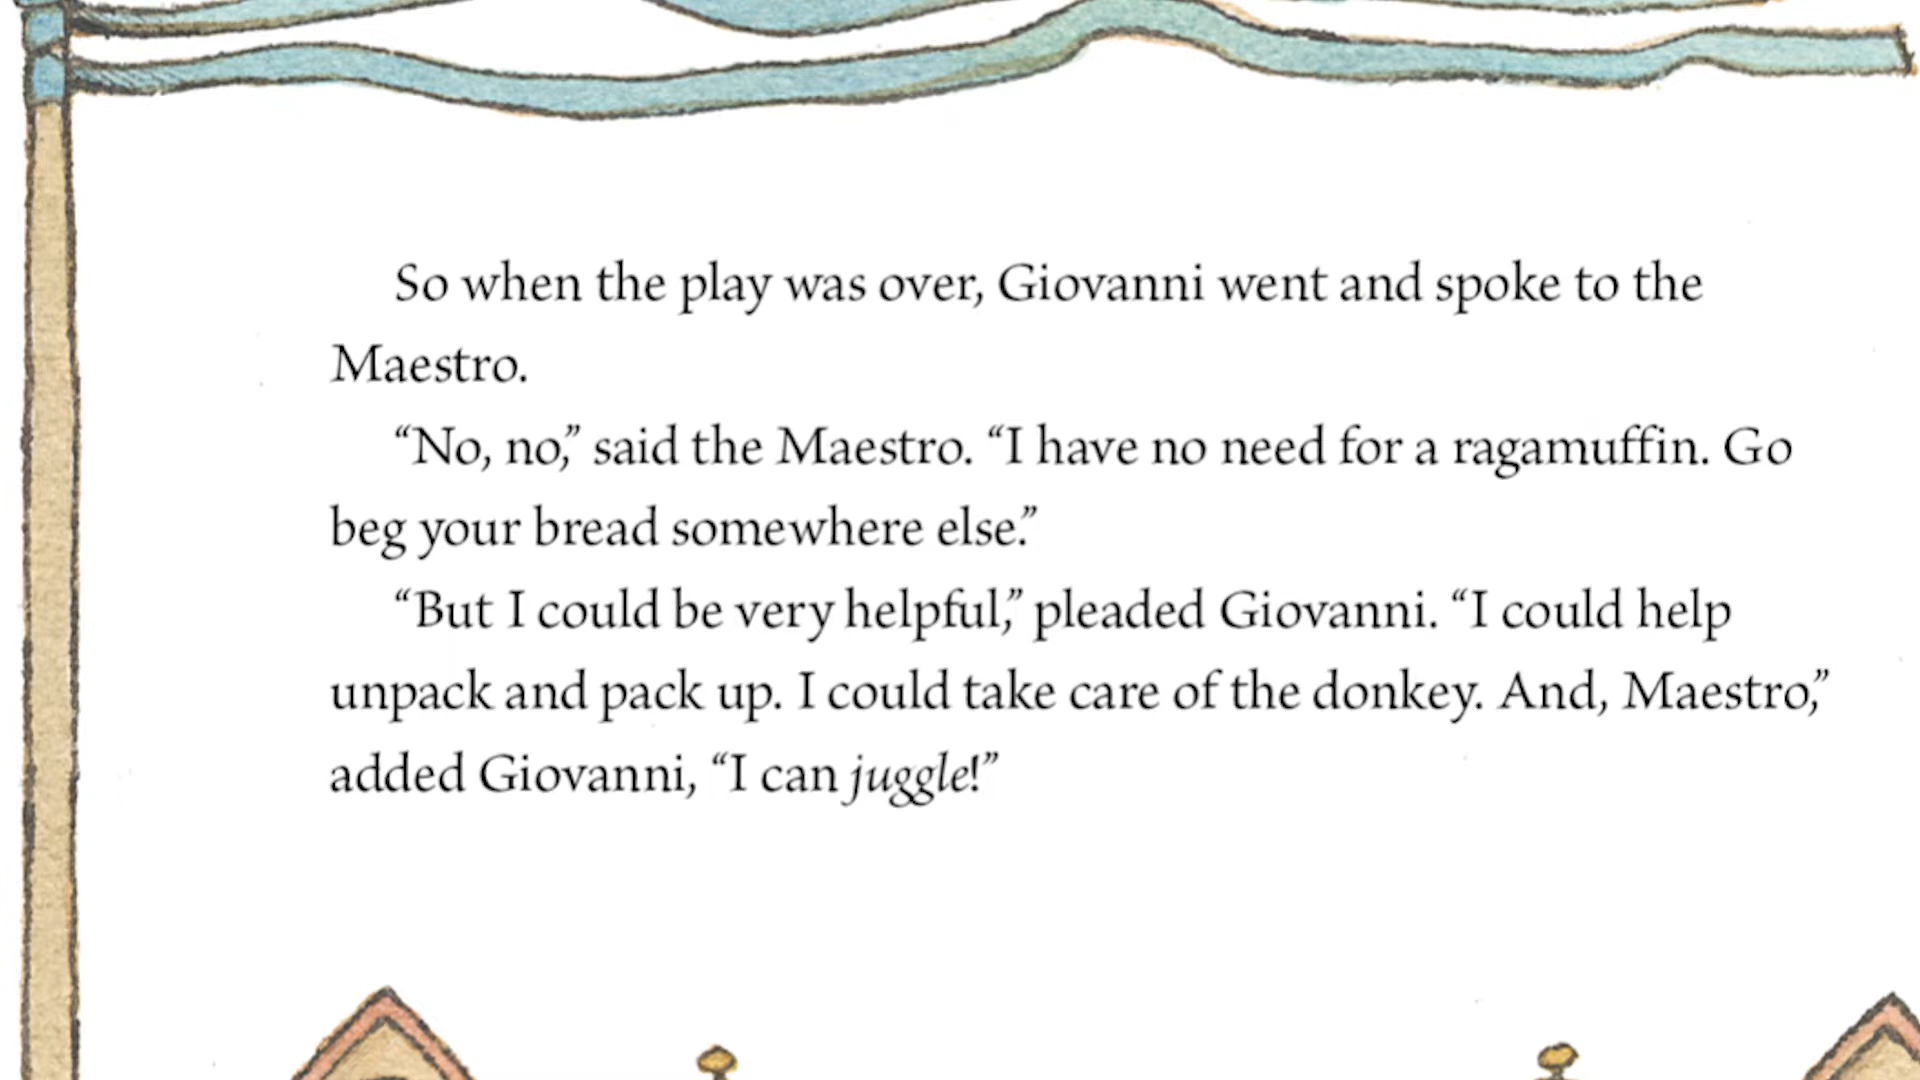 So when the play was over, Giovanni went and spoke to the
Maestro.
“No, no,” said the Maestro. “I have no need for a ragamuffin. Go
beg your bread somewhere else.”
“But I could be very helpful,” pleaded Giovanni. “I could help
unpack and pack up. I could take care of the donkey. And, Maestro,”
added Giovanni, “I can juggle!”